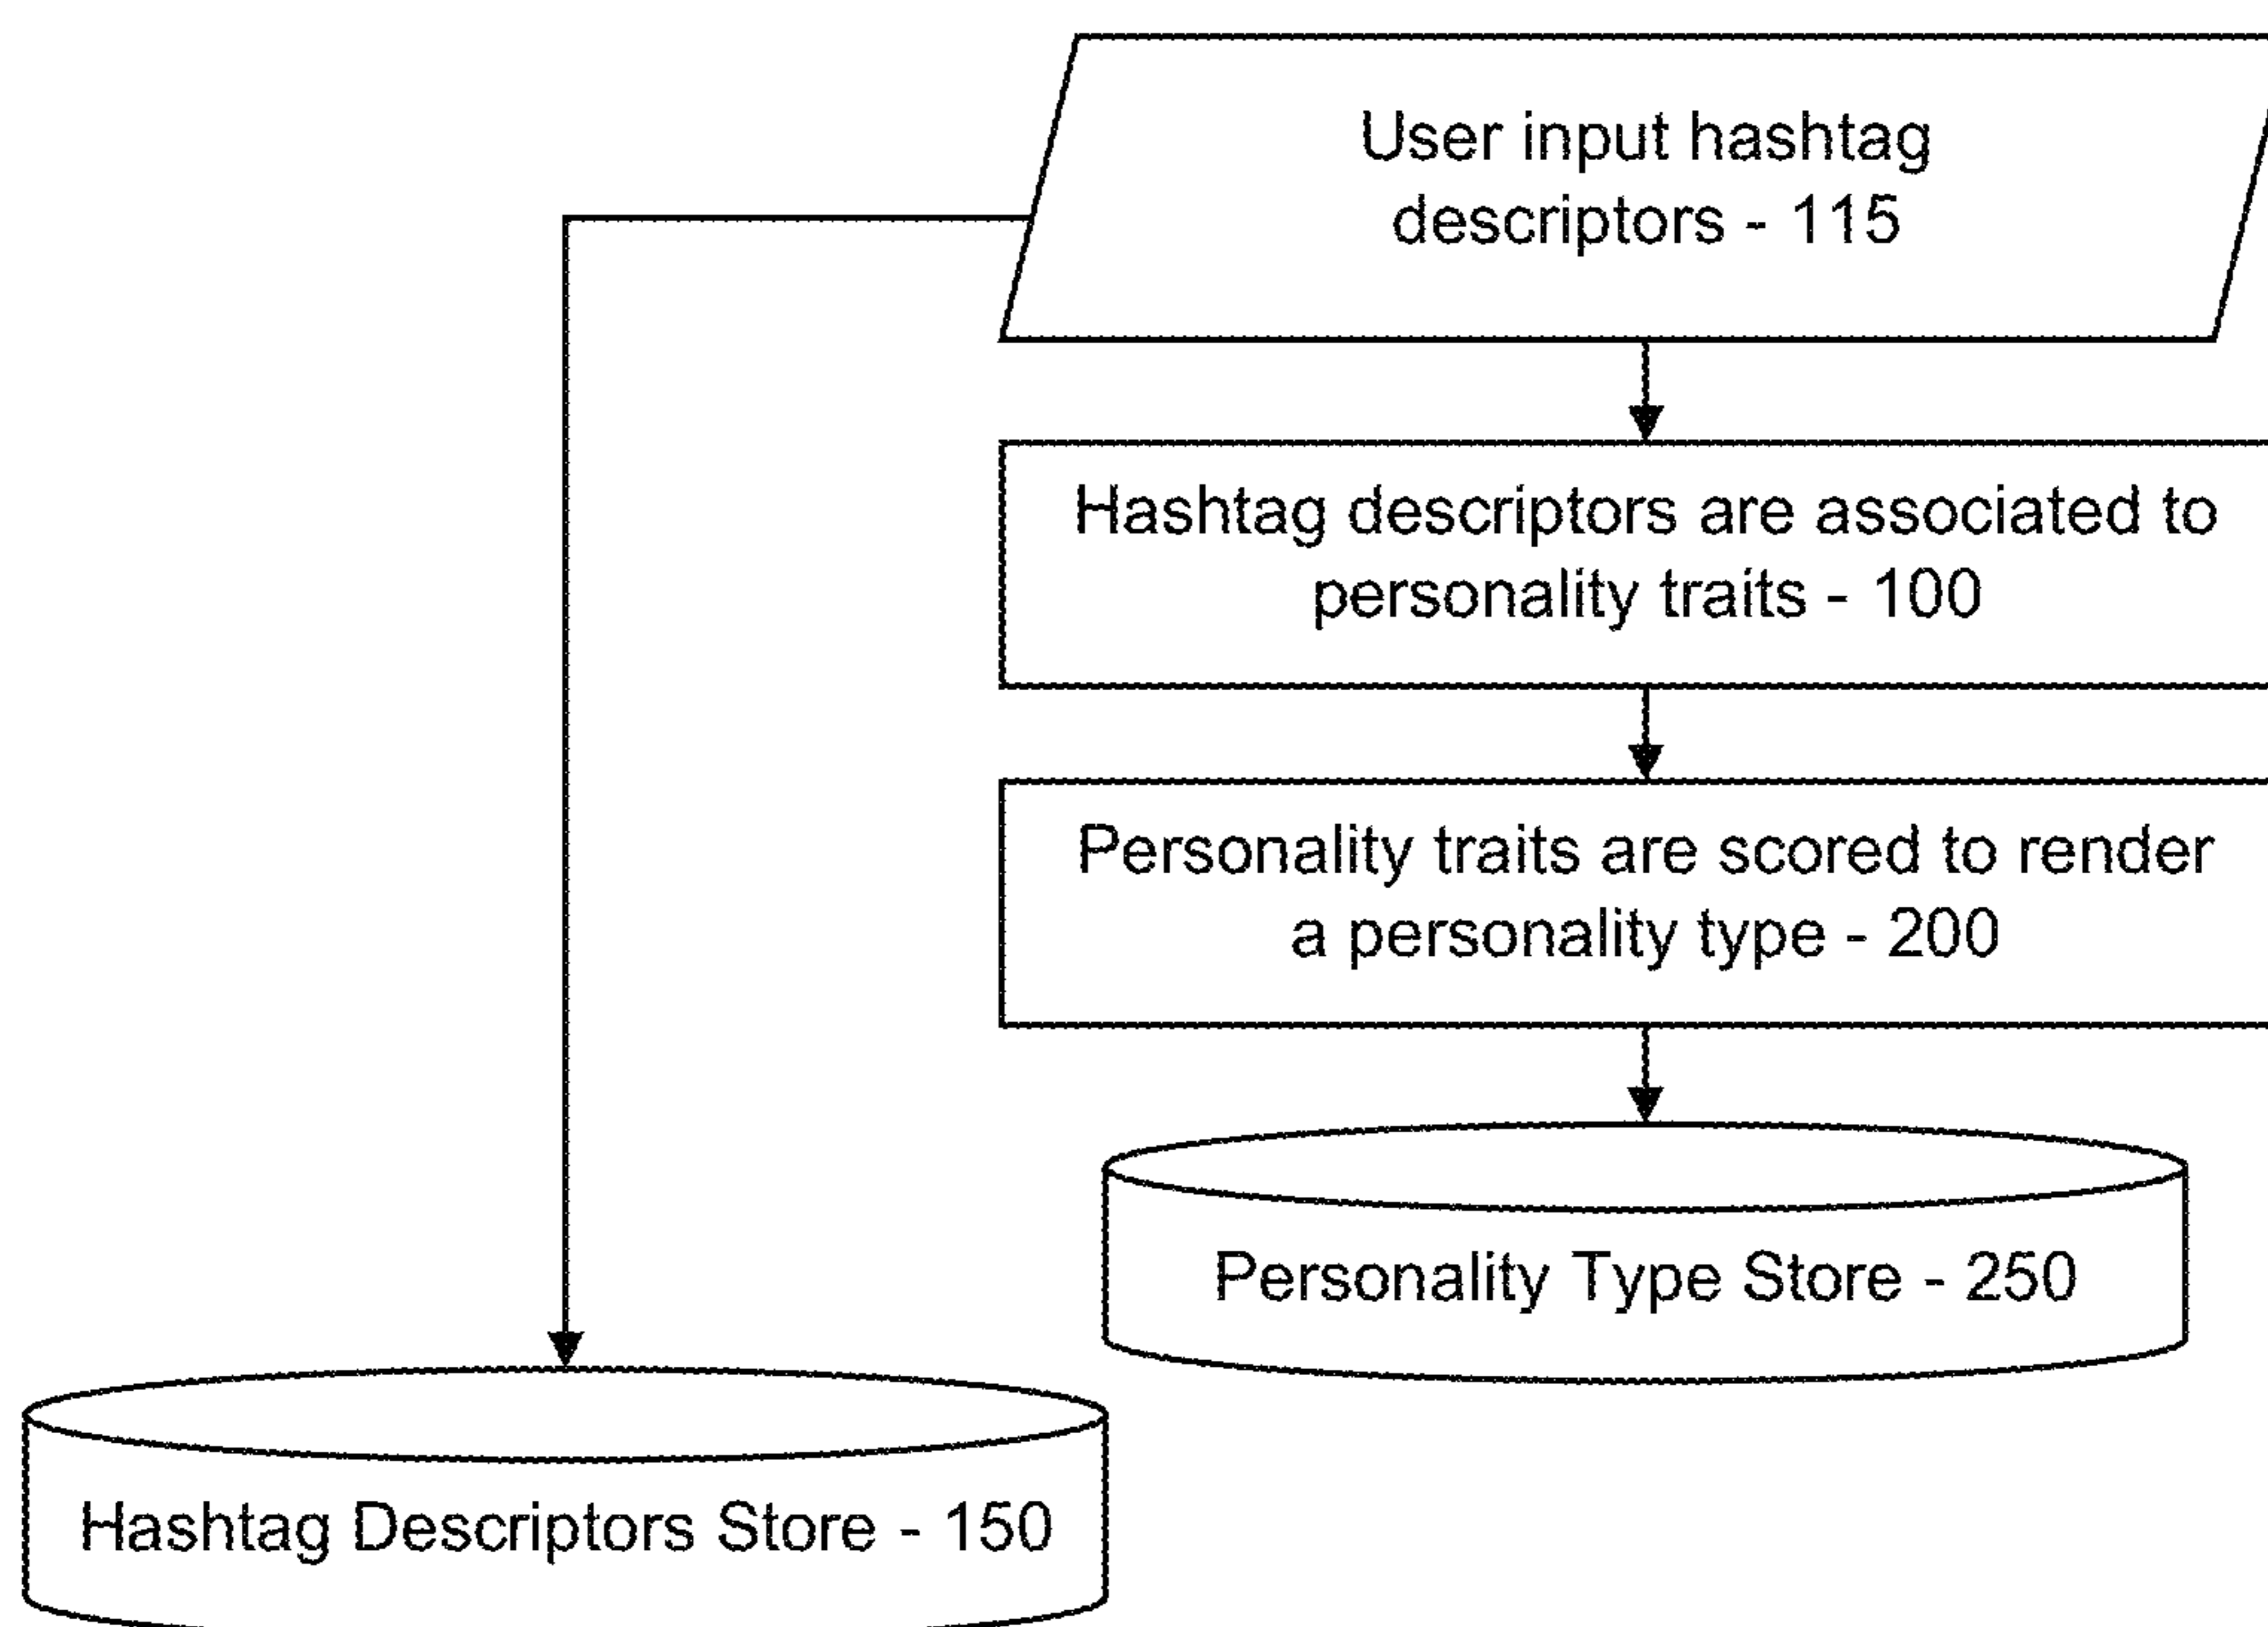 User input hashtag
descriptors - 115
Hashtag descriptors are associated to
personality traits - 100
Personality traits are scored to render
a personality type - 200
Personality Type Store - 250
Hashtag Descriptors Store - 150